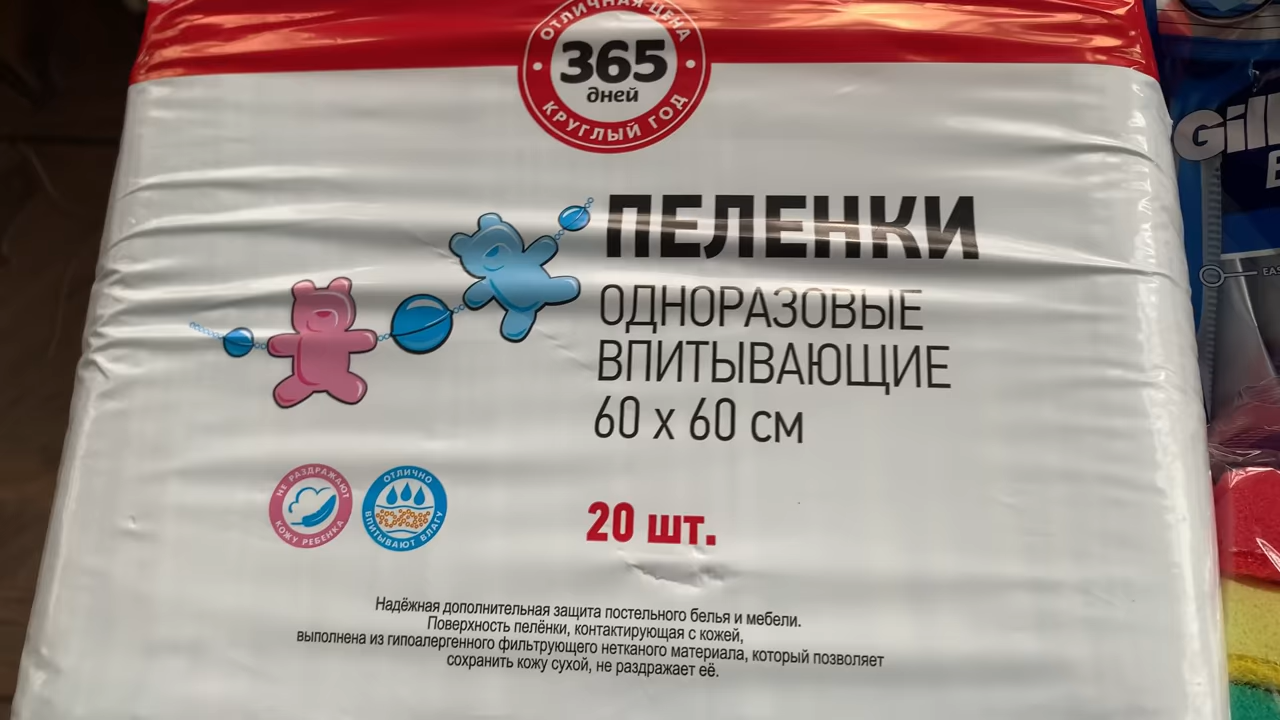 ОТЛИЧНАЯ ЦЕНА
365
дней
КРУГЛЫЙ ГОД
ПЕЛЕНКИ
ОДНОРАЗОВЫЕ
ВПИТЫВАЮЩИЕ
60 х 60 см
НЕ РАЗДРАЖАЮТ
КОЖУ РЕБЕНКА
ОТЛИЧНО
ВПИТЫВАЮТ ВЛАГУ
20 шт.
Надёжная дополнительная защита постельного белья и мебели.
Поверхность пелёнки, контактирующая с кожей,
выполнена из гипоалергенного фильтрующего нетканого материала, который позволяет
сохранить кожу сухой, не раздражает её.